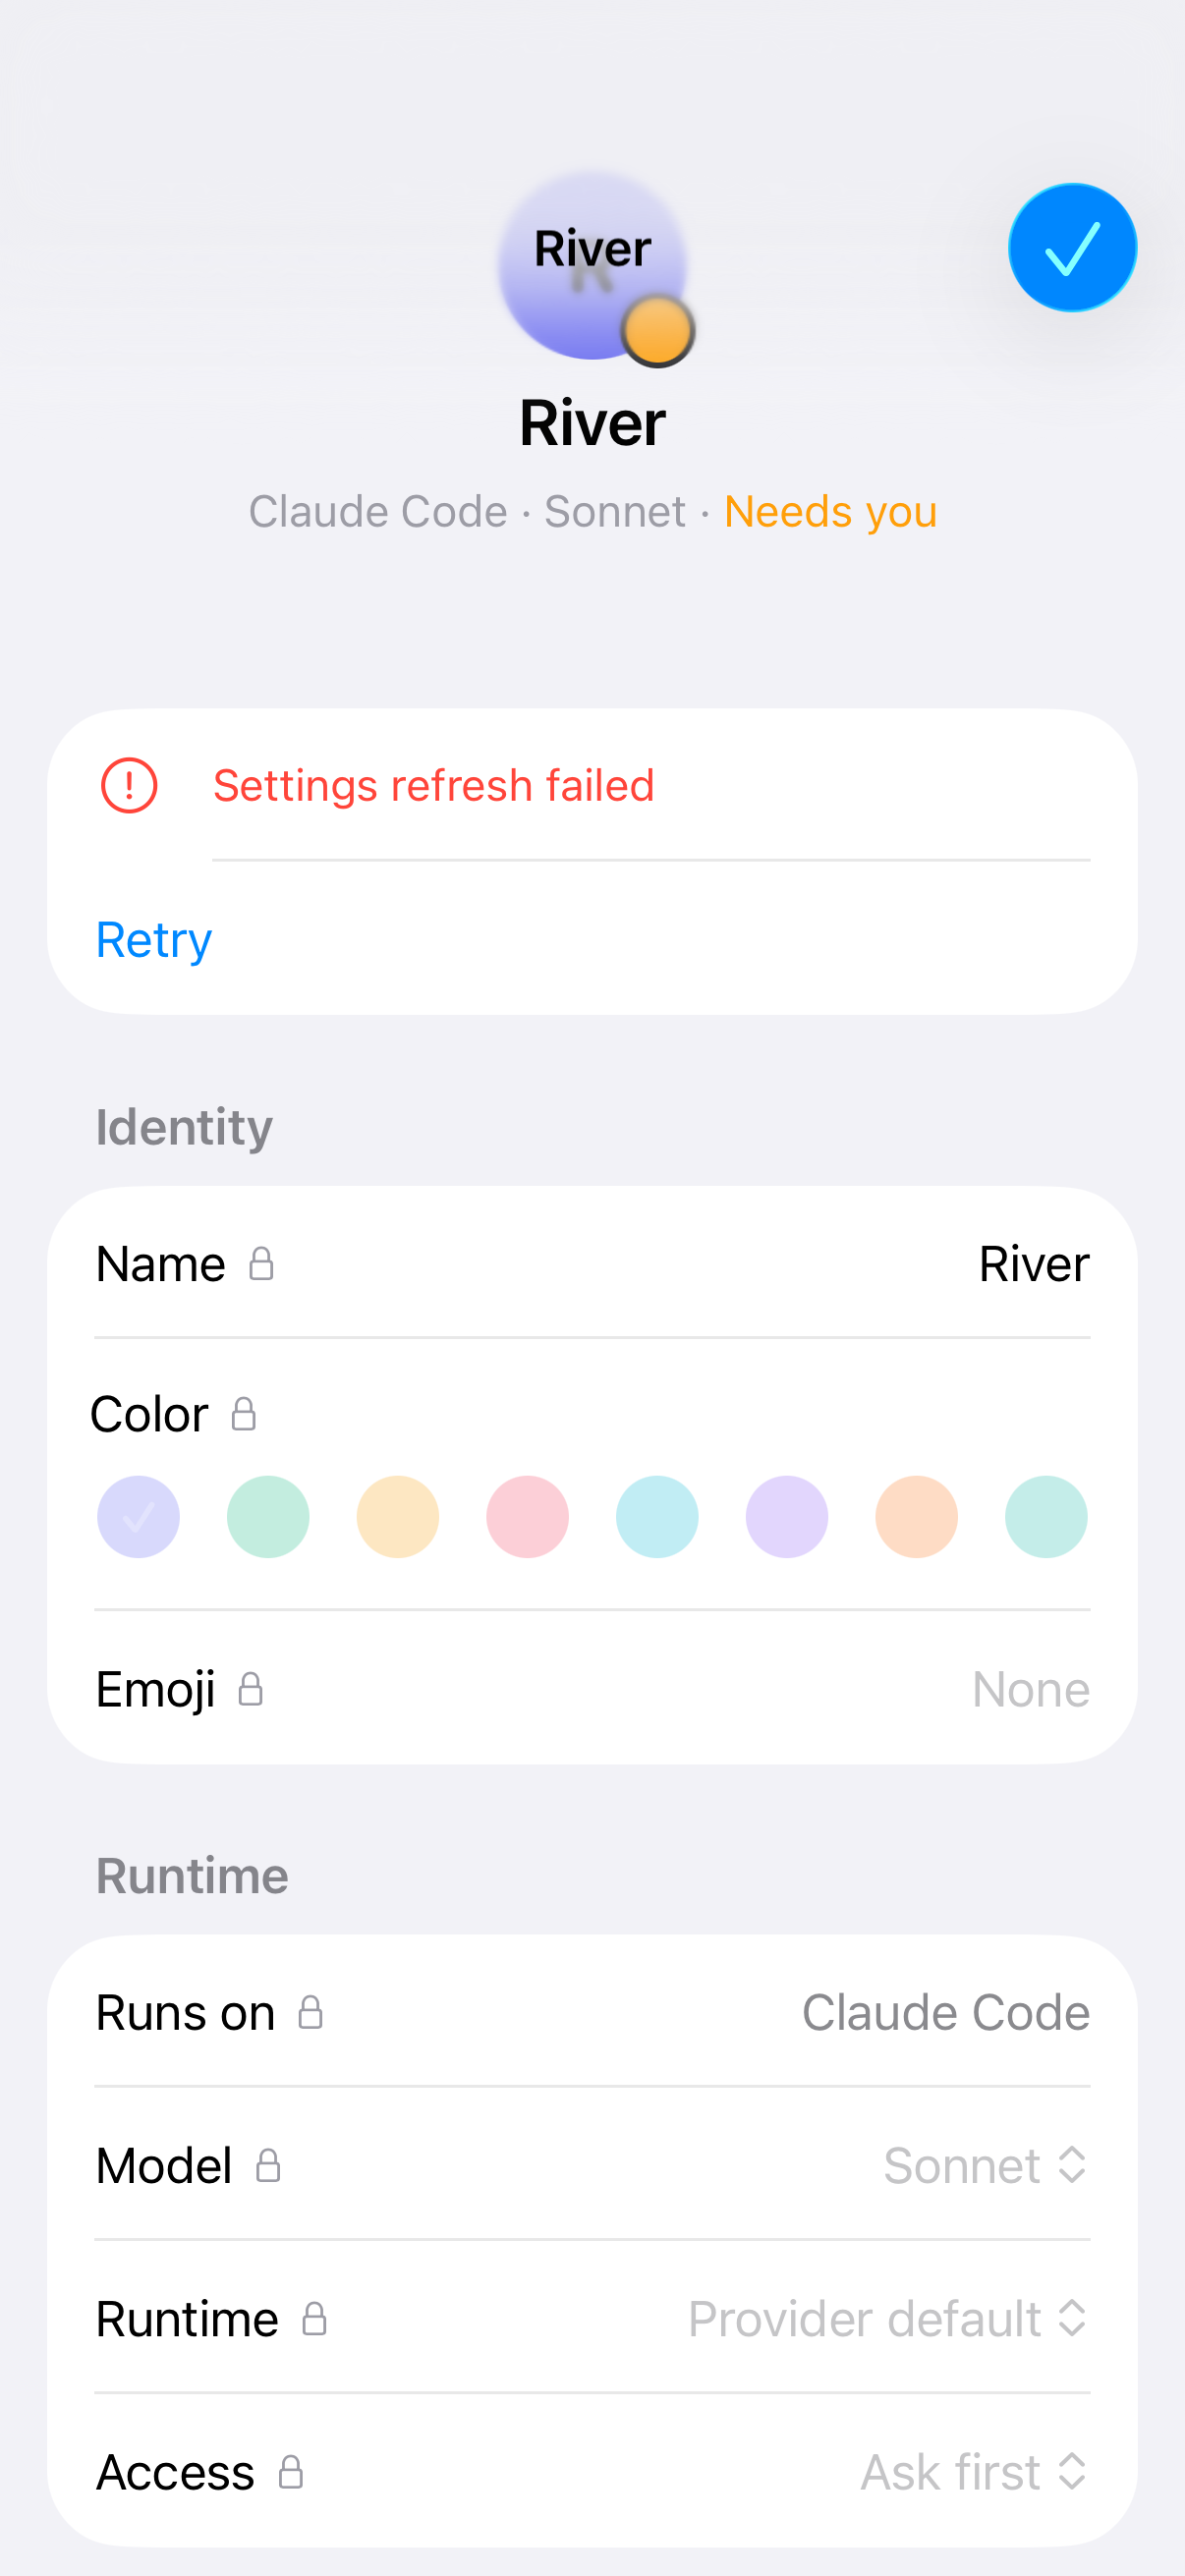 River
R
River
Claude Code · Sonnet · Needs you
Settings refresh failed
Retry
Identity
Name
River
Color
Emoji
None
Runtime
Runs on
Claude Code
Model
Sonnet
Runtime
Provider default
Access
Ask first